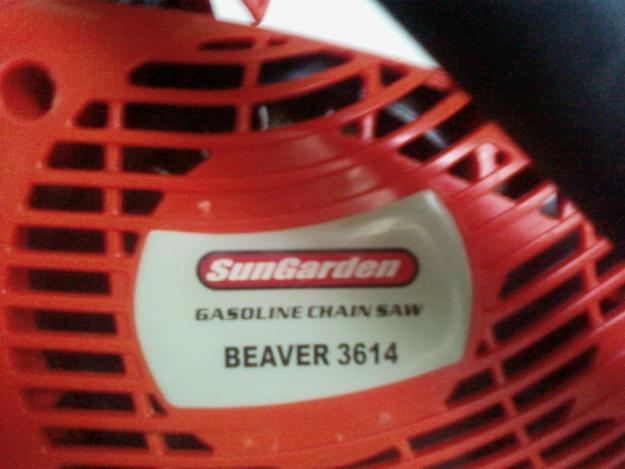 SunGarden
GASOLINE CHAIN SAW
BEAVER 3614